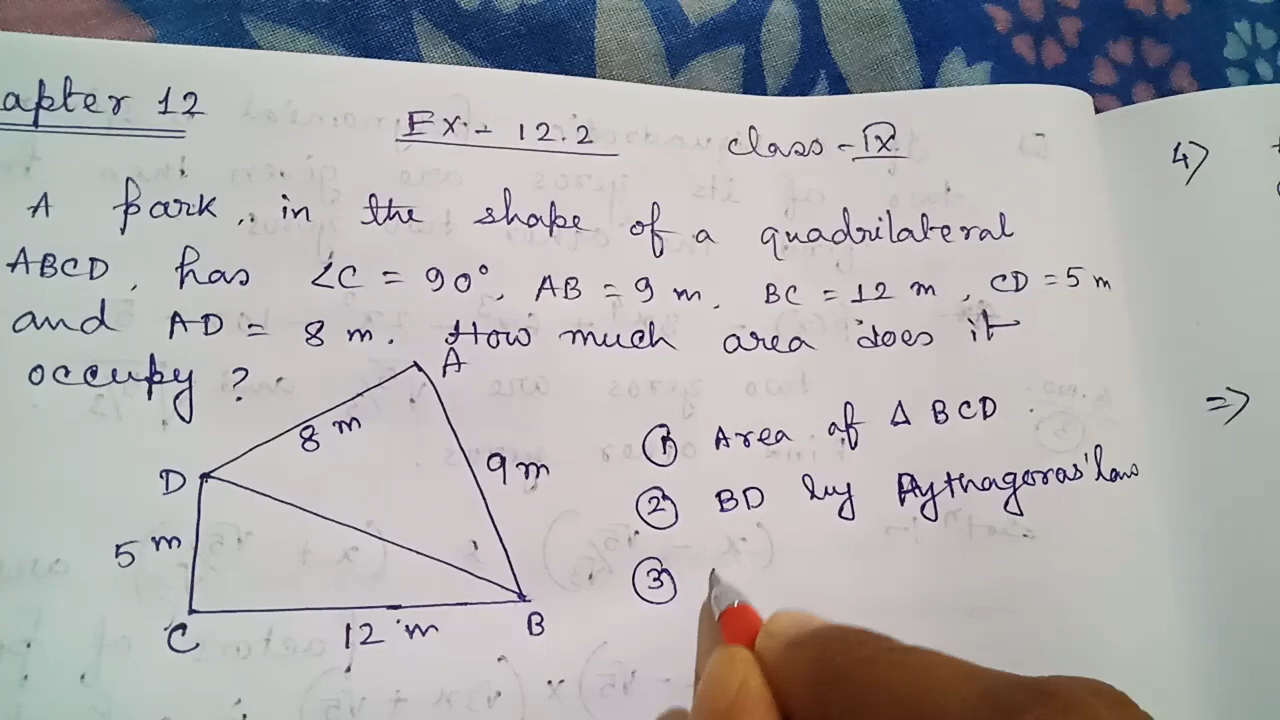 apter 12
Ex - 12.2
class - IX
A park, in the shape of a quadrilateral
ABCD, has ∠C = 90°, AB = 9 m, BC = 12 m, CD = 5 m
and AD = 8 m. How much area does it
occupy?
A
8 m
D
9 m
5 m
C
12 m
B
① Area of Δ BCD.
② BD by Pythagoras' law
③
4)
=>